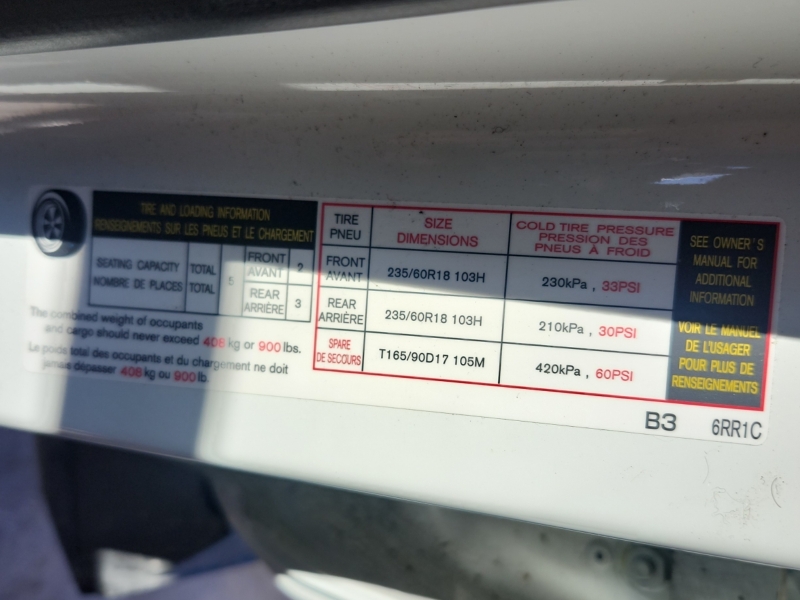 TIRE AND LOADING INFORMATION
RENSEIGNEMENTS SUR LES PNEUS ET LE CHARGEMENT
SEATING CAPACITY
NOMBRE DE PLACES
TOTAL
TOTAL
5
FRONT
AVANT
2
REAR
ARRIÈRE
3
The combined weight of occupants
and cargo should never exceed 408 kg or 900 lbs.
Le poids total des occupants et du chargement ne doit
jamais dépasser 408 kg ou 900 lb.
TIRE
PNEU
SIZE
DIMENSIONS
COLD TIRE PRESSURE
PRESSION DES
PNEUS À FROID
FRONT
AVANT
235/60R18 103H
230kPa , 33PSI
REAR
ARRIÈRE
235/60R18 103H
210kPa , 30PSI
SPARE
DE SECOURS
T165/90D17 105M
420kPa , 60PSI
SEE OWNER'S
MANUAL FOR
ADDITIONAL
INFORMATION
VOIR LE MANUEL
DE L'USAGER
POUR PLUS DE
RENSEIGNEMENTS
B3 6RR1C